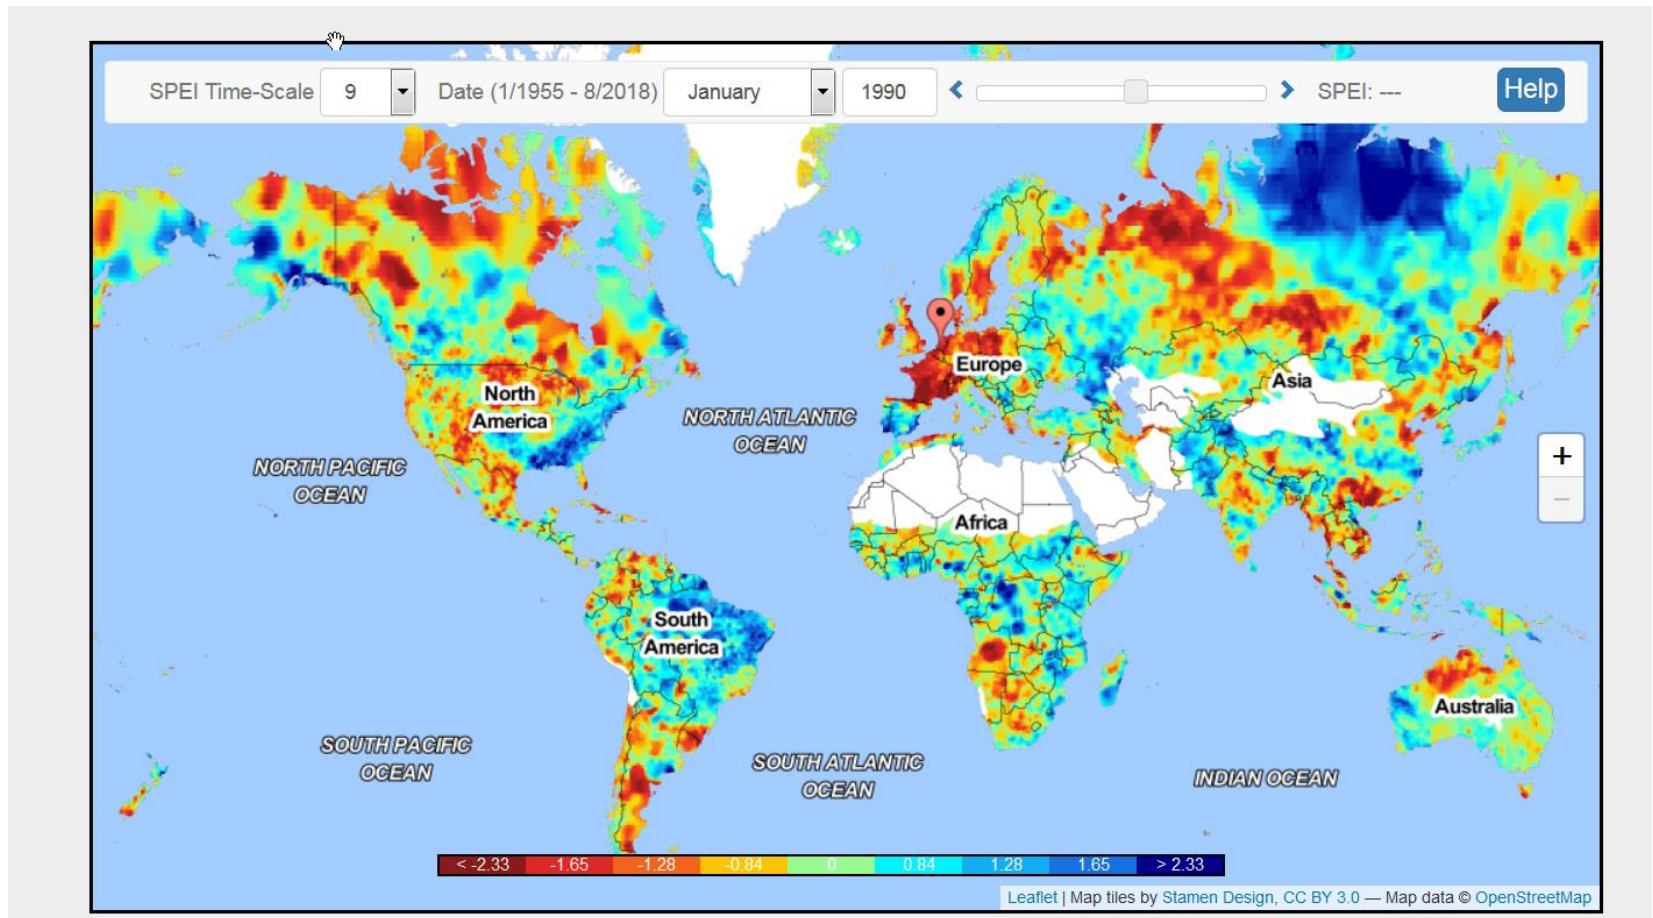 SPEI Time-Scale 9 Date (1/1955 - 8/2018) January 1990 SPEI: --- Help
Europe
Asia
North
America
NORTH ATLANTIC
OCEAN
NORTH PACIFIC
OCEAN
+
−
Africa
South
America
Australia
SOUTH PACIFIC
OCEAN
SOUTH ATLANTIC
OCEAN
INDIAN OCEAN
< -2.33 -1.65 -1.28 -0.84 0 0.84 1.28 1.65 > 2.33
Leaflet | Map tiles by Stamen Design, CC BY 3.0 — Map data © OpenStreetMap